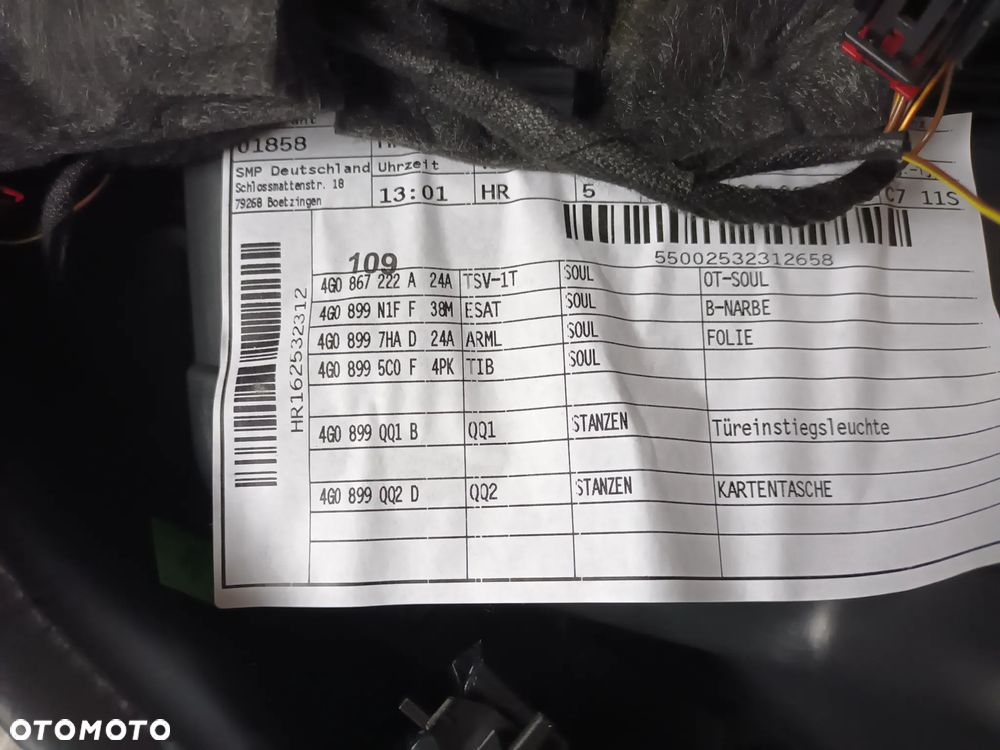 01858
SMP Deutschland
Schlossmattenstr. 18
79268 Boetzingen
Uhrzeit
13:01 HR 5 C7 11S
55002532312658
109
4G0 867 222 A 24A TSV-1T SOUL OT-SOUL
4G0 899 N1F F 38M ESAT SOUL B-NARBE
4G0 899 7HA D 24A ARML SOUL FOLIE
4G0 899 5C0 F 4PK TIB SOUL
4G0 899 QQ1 B QQ1 STANZEN Türeinstiegsleuchte
4G0 899 QQ2 D QQ2 STANZEN KARTENTASCHE
HR162532312
OTOMOTO